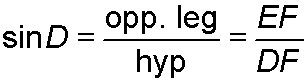 sin D = opp. leg / hyp = EF / DF